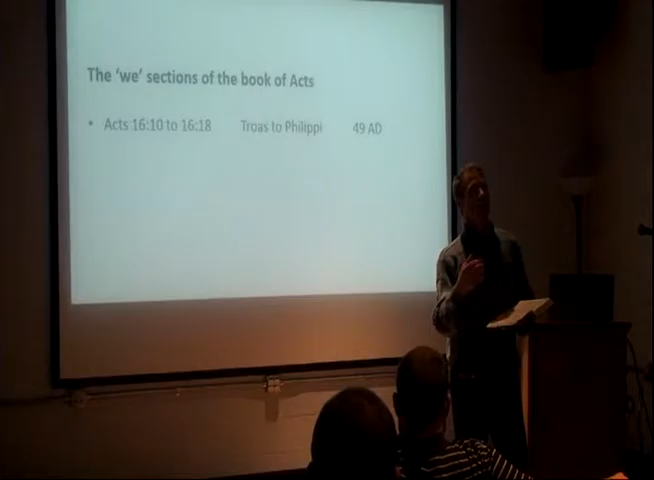 The 'we' sections of the book of Acts
• Acts 16:10 to 16:18 Troas to Philippi 49 AD